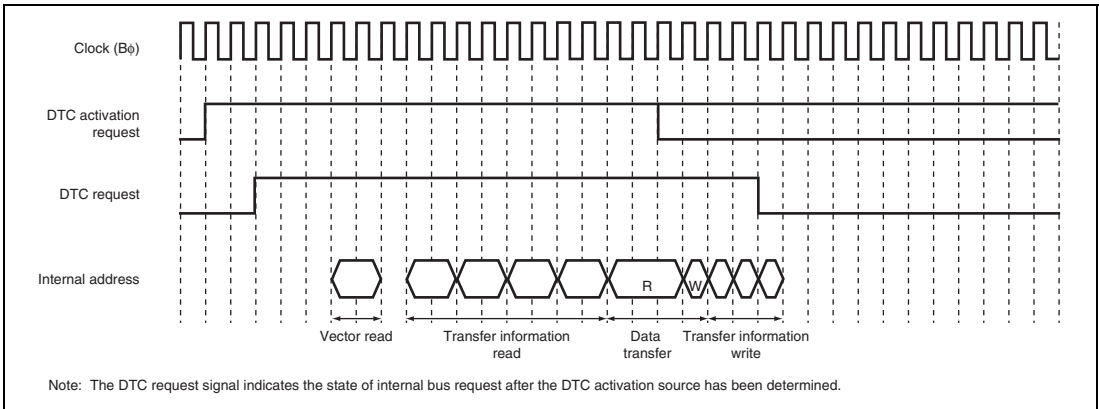 Clock (Bϕ)
DTC activation
request
DTC request
Internal address
R
W
Vector read
Transfer information
read
Data
transfer
Transfer information
write
Note: The DTC request signal indicates the state of internal bus request after the DTC activation source has been determined.